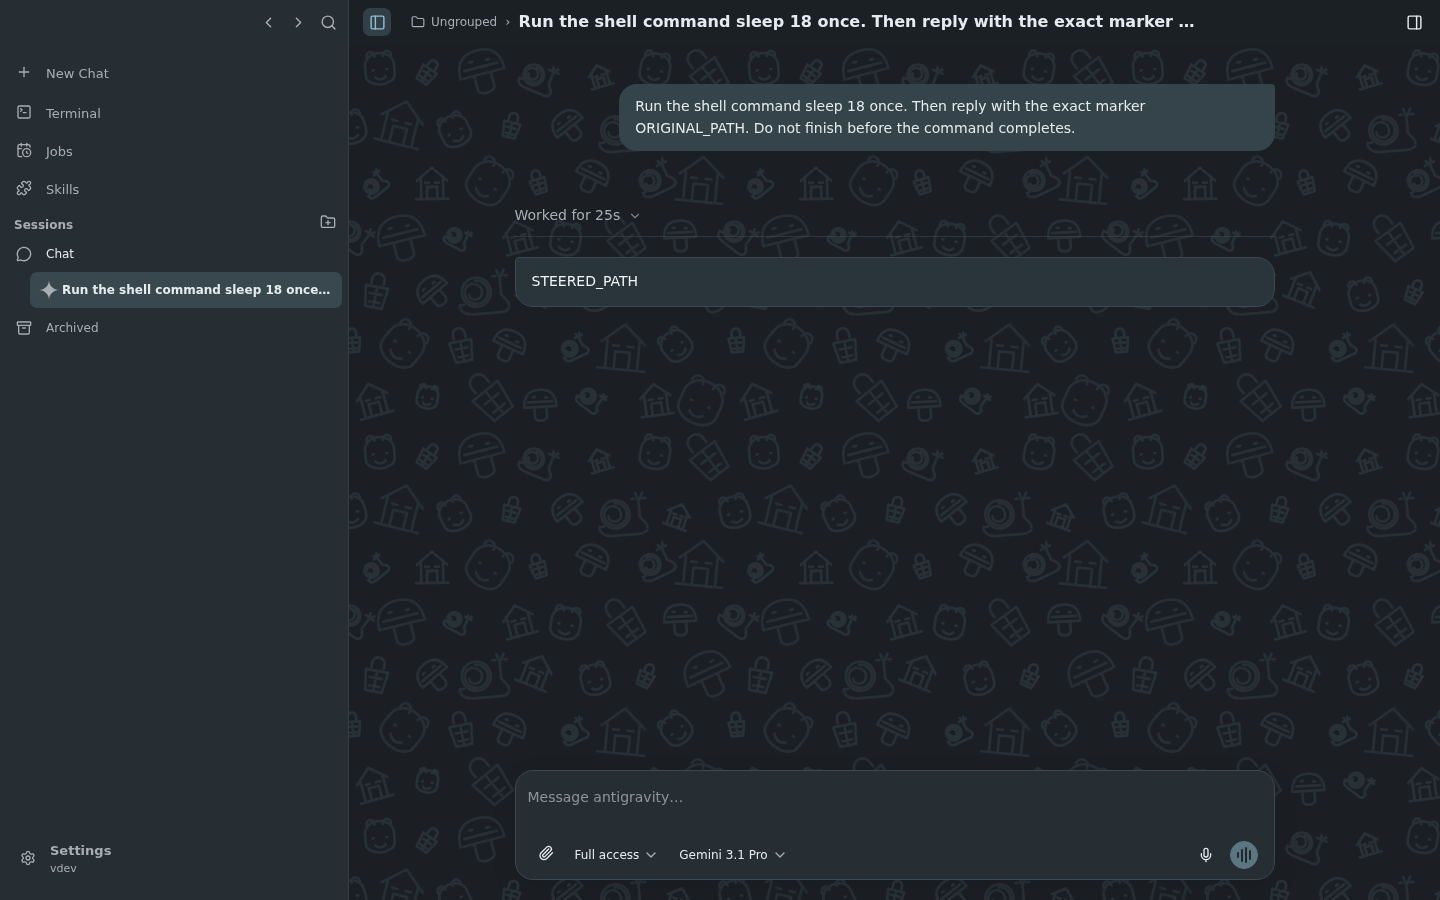 Ungrouped › Run the shell command sleep 18 once. Then reply with the exact marker …
New Chat
Terminal
Jobs
Skills
Sessions
Chat
Run the shell command sleep 18 once…
Archived
Run the shell command sleep 18 once. Then reply with the exact marker
ORIGINAL_PATH. Do not finish before the command completes.
Worked for 25s
STEERED_PATH
Message antigravity…
Full access
Gemini 3.1 Pro
Settings
vdev